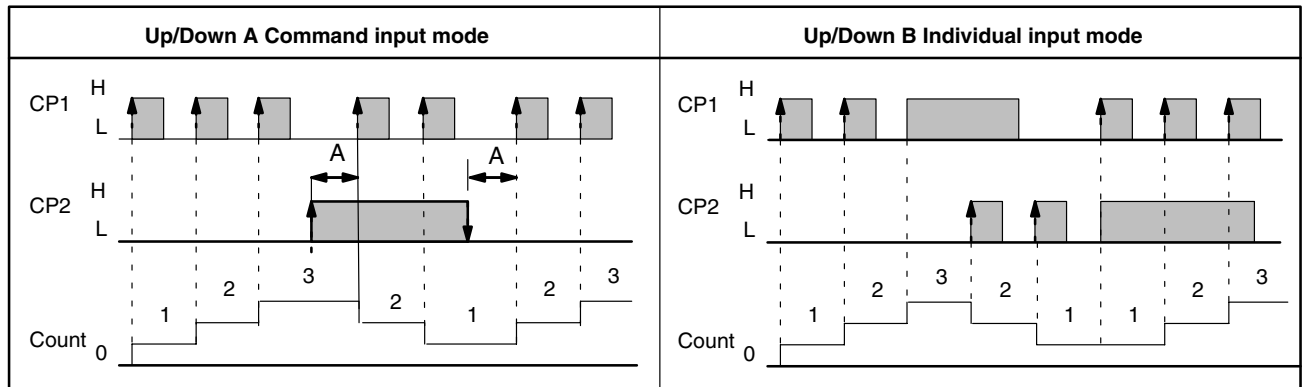 Up/Down A Command input mode
CP1 H
L
A A
CP2 H
L
Count 0 1 2 3 2 1 2 3
Up/Down B Individual input mode
CP1 H
L
CP2 H
L
Count 0 1 2 3 2 1 1 2 3